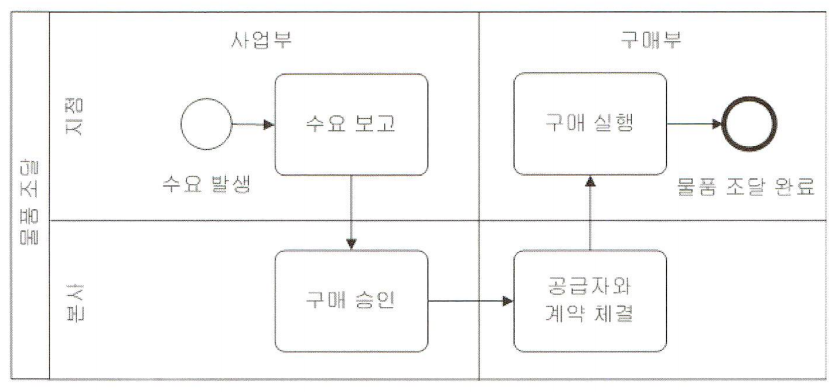 사업부
구매부
물품 조달
지점
수요 보고
구매 실행
수요 발생
물품 조달 완료
본사
구매 승인
공급자와
계약 체결